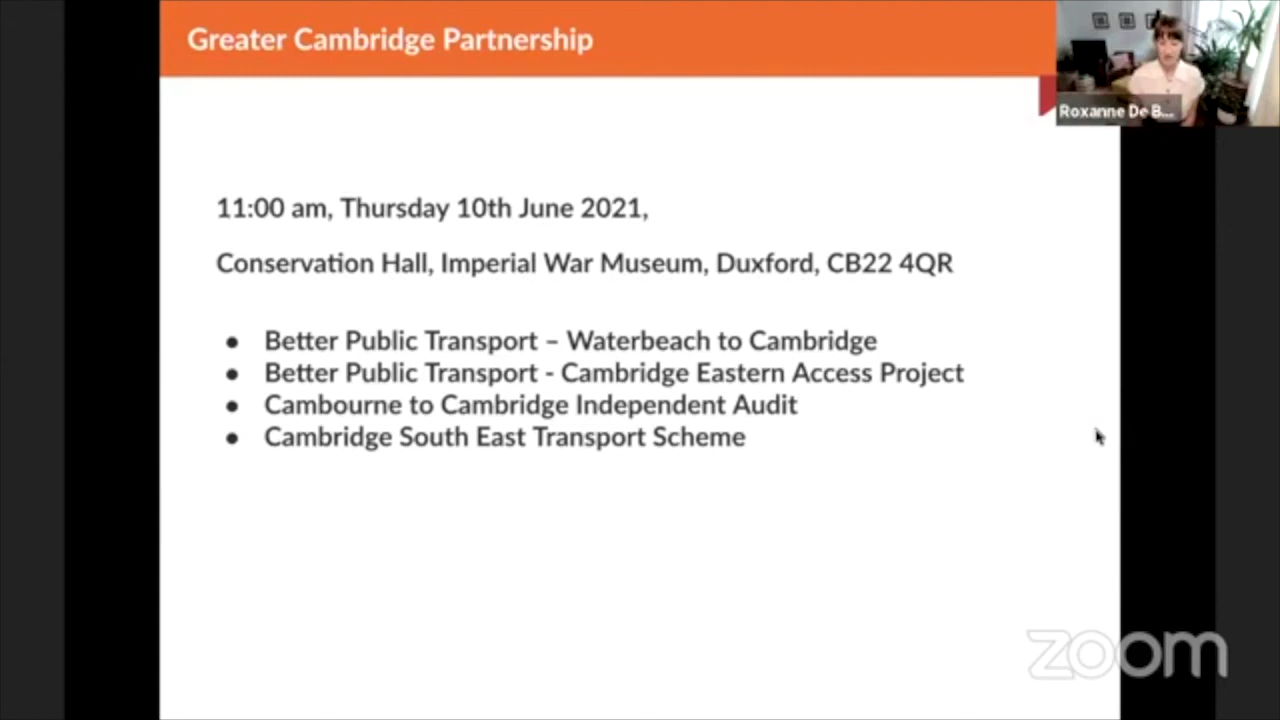 Greater Cambridge Partnership
Roxanne De B...
11:00 am, Thursday 10th June 2021,
Conservation Hall, Imperial War Museum, Duxford, CB22 4QR
● Better Public Transport – Waterbeach to Cambridge
● Better Public Transport - Cambridge Eastern Access Project
● Cambourne to Cambridge Independent Audit
● Cambridge South East Transport Scheme
zoom